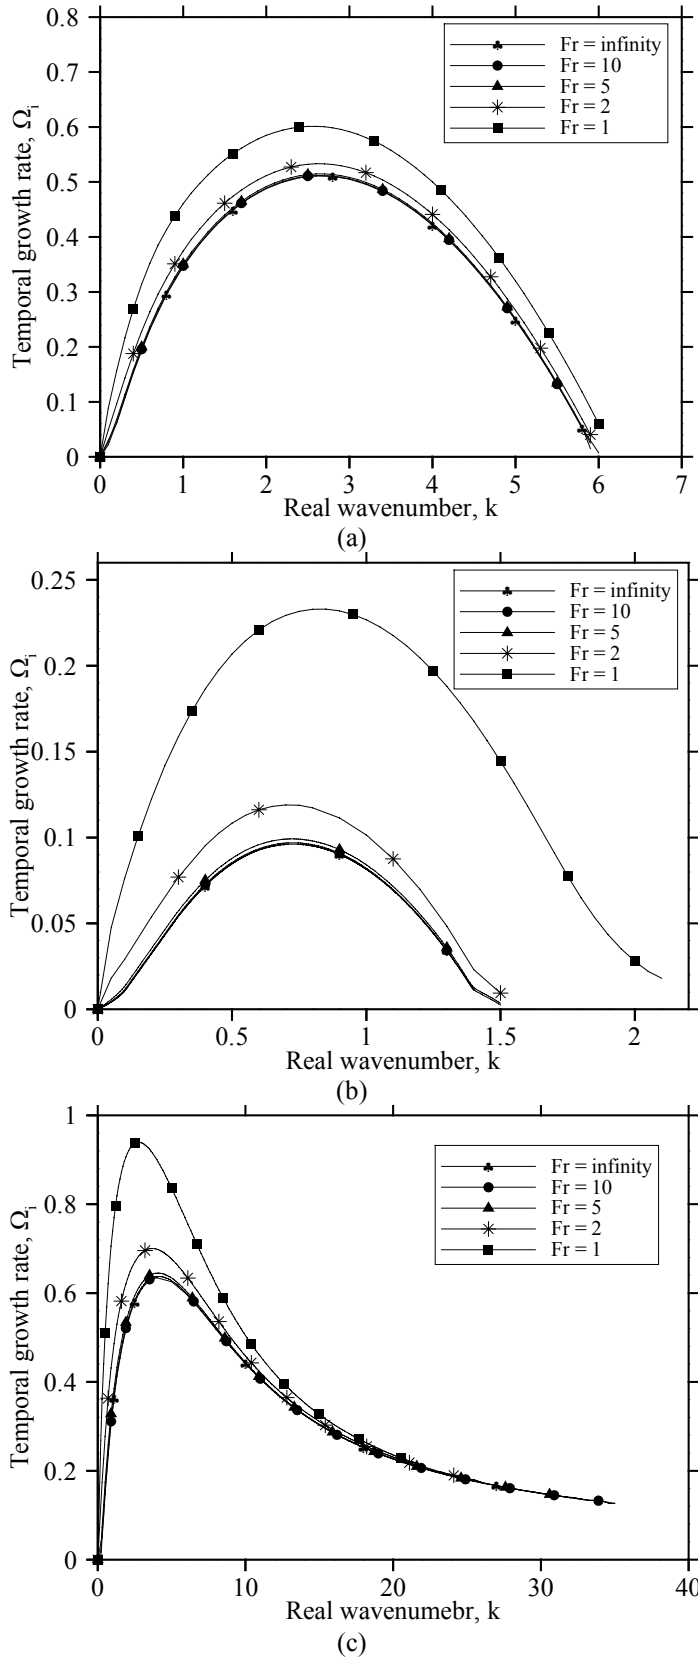 0.8
0.7
0.6
0.5
0.4
0.3
0.2
0.1
0
Temporal growth rate, Ωi
Fr = infinity
Fr = 10
Fr = 5
Fr = 2
Fr = 1
0 1 2 3 4 5 6 7
Real wavenumber, k
(a)
0.25
0.2
0.15
0.1
0.05
0
Temporal growth rate, Ωi
Fr = infinity
Fr = 10
Fr = 5
Fr = 2
Fr = 1
0 0.5 1 1.5 2
Real wavenumber, k
(b)
1
0.8
0.6
0.4
0.2
0
Temporal growth rate, Ωi
Fr = infinity
Fr = 10
Fr = 5
Fr = 2
Fr = 1
0 10 20 30 40
Real wavenumebr, k
(c)